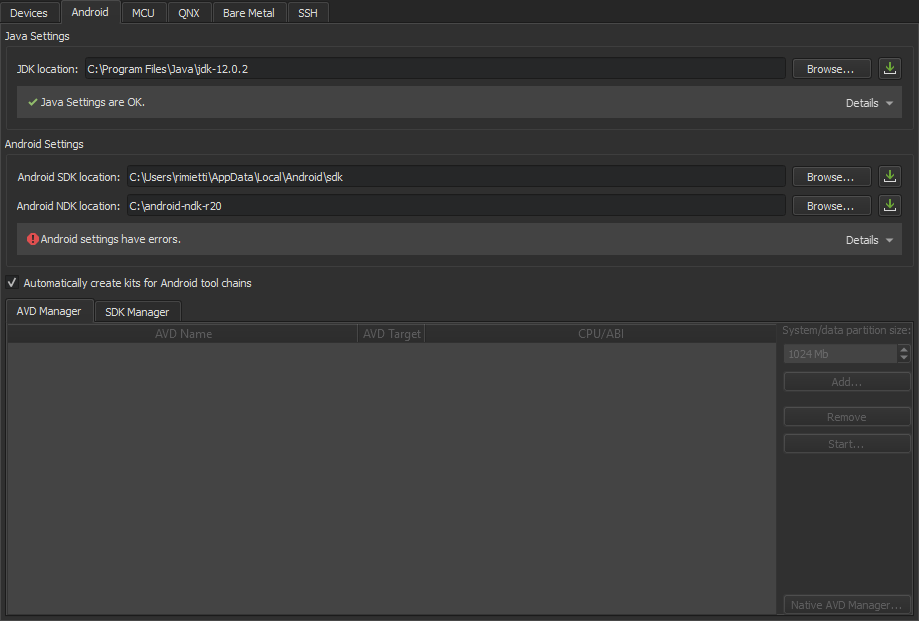 Devices Android MCU QNX Bare Metal SSH
Java Settings
JDK location: C:\Program Files\Java\jdk-12.0.2 Browse...
Java Settings are OK. Details
Android Settings
Android SDK location: C:\Users\rimietti\AppData\Local\Android\sdk Browse...
Android NDK location: C:\android-ndk-r20 Browse...
Android settings have errors. Details
Automatically create kits for Android tool chains
AVD Manager SDK Manager
AVD Name AVD Target CPU/ABI System/data partition size:
1024 Mb
Add...
Remove
Start...
Native AVD Manager...